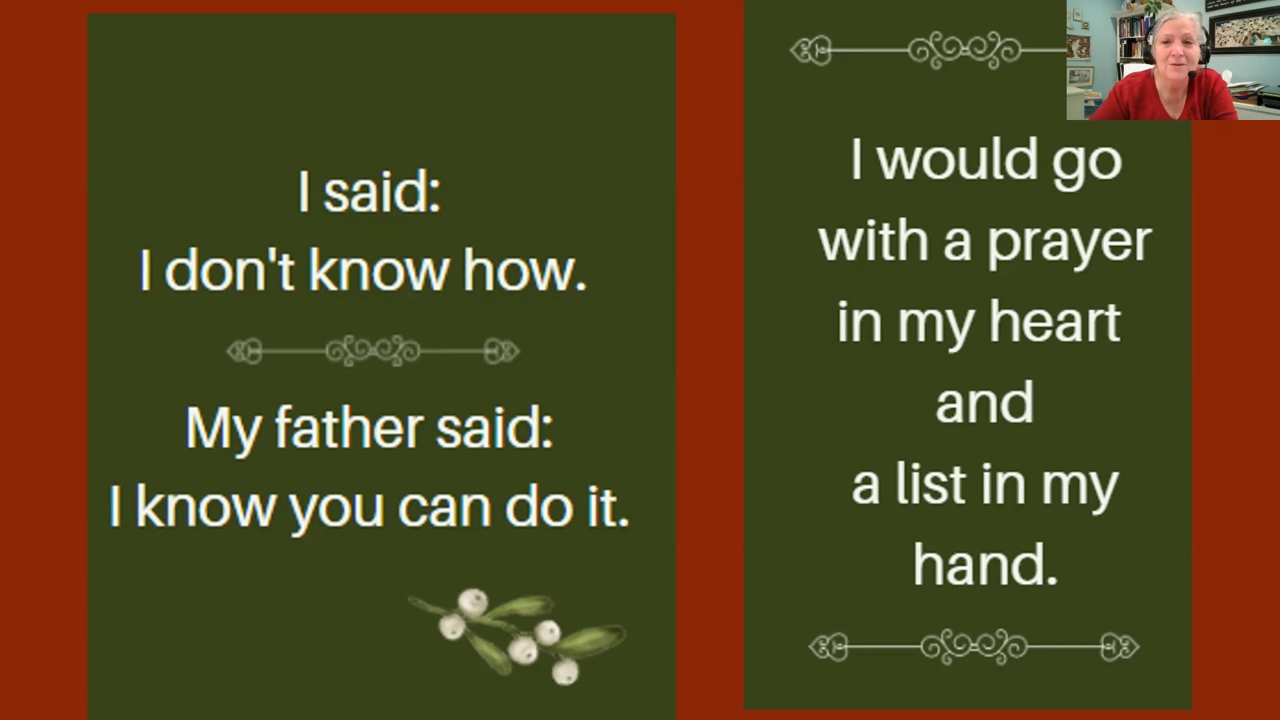 I said:
I don't know how.
My father said:
I know you can do it.
I would go
with a prayer
in my heart
and
a list in my
hand.